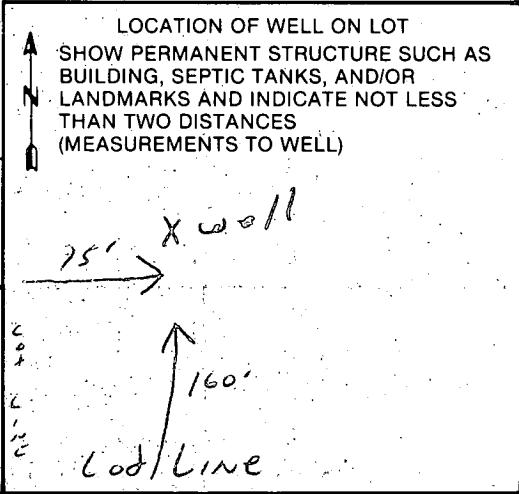 LOCATION OF WELL ON LOT
SHOW PERMANENT STRUCTURE SUCH AS
BUILDING, SEPTIC TANKS, AND/OR
N LANDMARKS AND INDICATE NOT LESS
THAN TWO DISTANCES
(MEASUREMENTS TO WELL)
X well
75'
160'
Lot Line
Lod Line